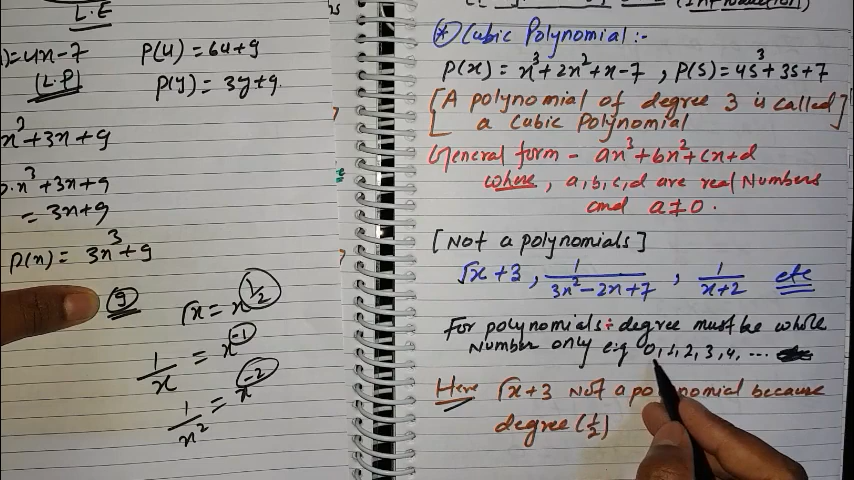 L.E
)=4x-7 P(u) = 6u+9
(L.P) P(y) = 3y+9.
x³+3x+9
0.x³+3x+9
= 3x+9
P(x) = 3x³+9
9
√x = x^1/2
1/x = x^-1
1/x² = x^-2
(Introduction)
* Cubic Polynomial :-
P(x) = x³+2x²+x-7 , P(s) = 4s³+3s+7
[A polynomial of degree 3 is called
a cubic polynomial]
General form - ax³+bx²+cx+d
where, a,b,c,d are real Numbers
and a≠0.
[Not a polynomials]
√x+3 , 1/(3x²-2x+7) , 1/(x+2) etc
For polynomials÷ degree must be whole
Number only e.g 0,1,2,3,4,...
Here √x+3 Not a polynomial because
degree (1/2)